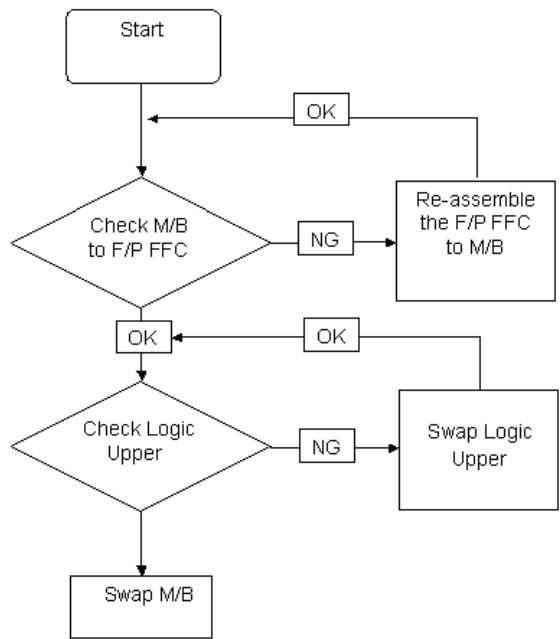 Start
OK
Check M/B
to F/P FFC
NG
Re-assemble
the F/P FFC
to M/B
OK
OK
Check Logic
Upper
NG
Swap Logic
Upper
Swap M/B